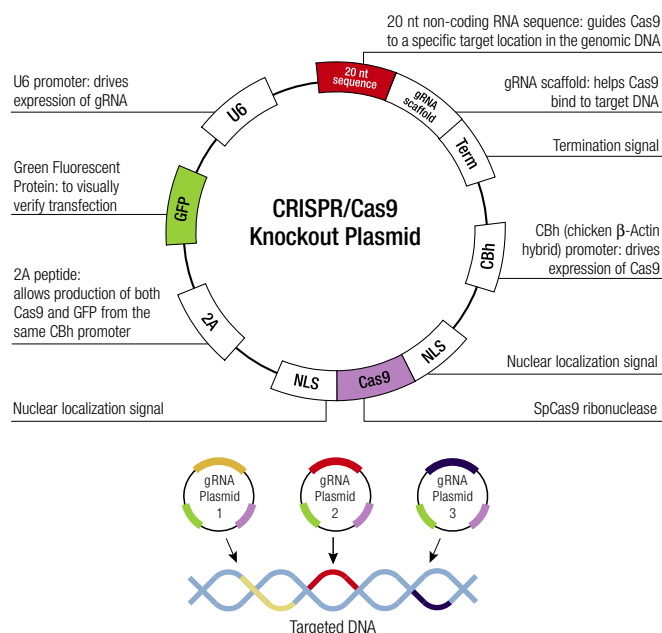 20 nt non-coding RNA sequence: guides Cas9
to a specific target location in the genomic DNA
20 nt
sequence
gRNA
scaffold
Term
U6
U6 promoter: drives
expression of gRNA
gRNA scaffold: helps Cas9
bind to target DNA
Termination signal
Green Fluorescent
Protein: to visually
verify transfection
GFP
CRISPR/Cas9
Knockout Plasmid
CBh
CBh (chicken β-Actin
hybrid) promoter: drives
expression of Cas9
2A peptide:
allows production of both
Cas9 and GFP from the
same CBh promoter
2A
NLS
Cas9
NLS
Nuclear localization signal
Nuclear localization signal
SpCas9 ribonuclease
gRNA
Plasmid
1
gRNA
Plasmid
2
gRNA
Plasmid
3
Targeted DNA